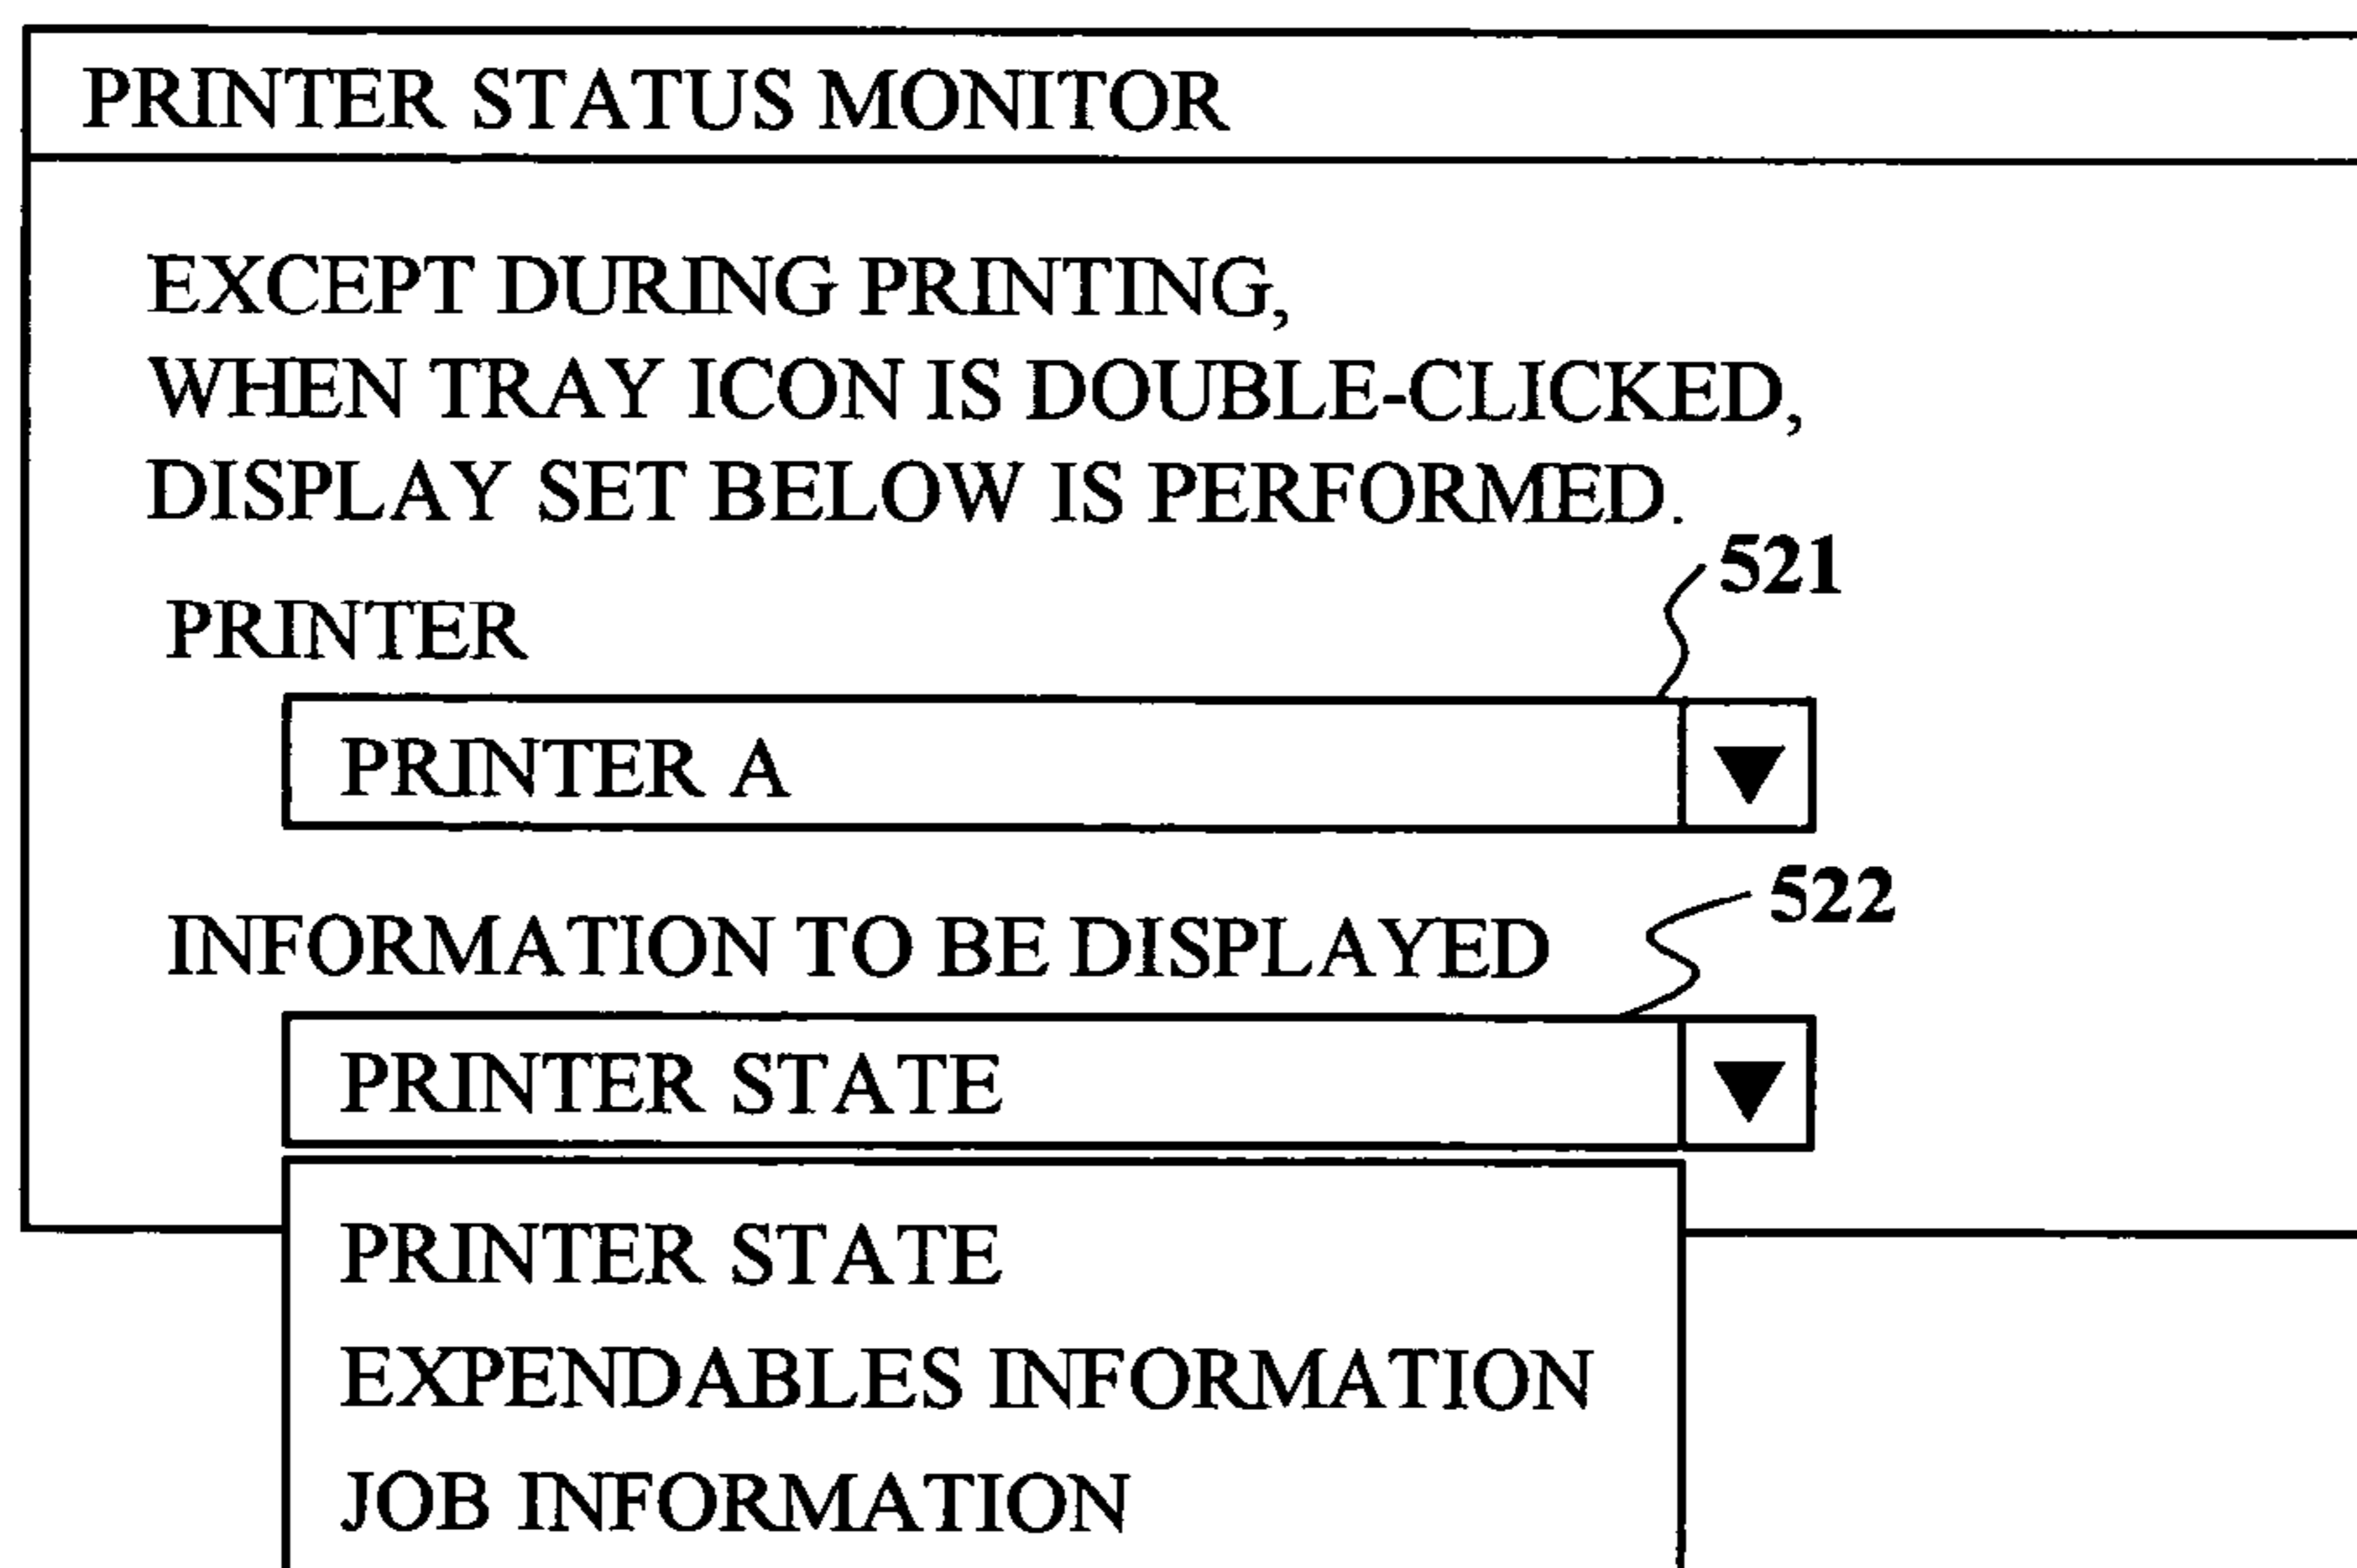 PRINTER STATUS MONITOR
EXCEPT DURING PRINTING,
WHEN TRAY ICON IS DOUBLE-CLICKED,
DISPLAY SET BELOW IS PERFORMED.
521
PRINTER
PRINTER A
522
INFORMATION TO BE DISPLAYED
PRINTER STATE
PRINTER STATE
EXPENDABLES INFORMATION
JOB INFORMATION